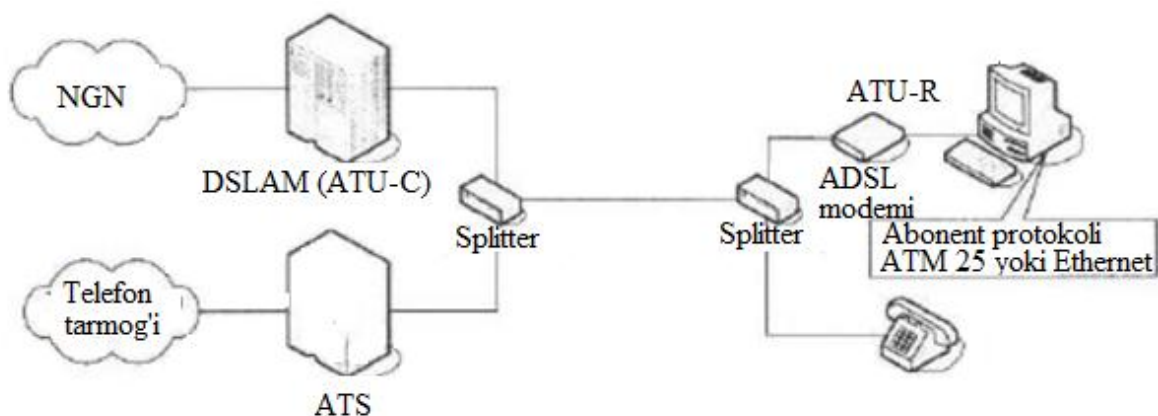 NGN
DSLAM (ATU-C)
ATU-R
Splitter
Splitter
ADSL
modemi
Abonent protokoli
ATM 25 yoki Ethernet
Telefon
tarmog'i
ATS